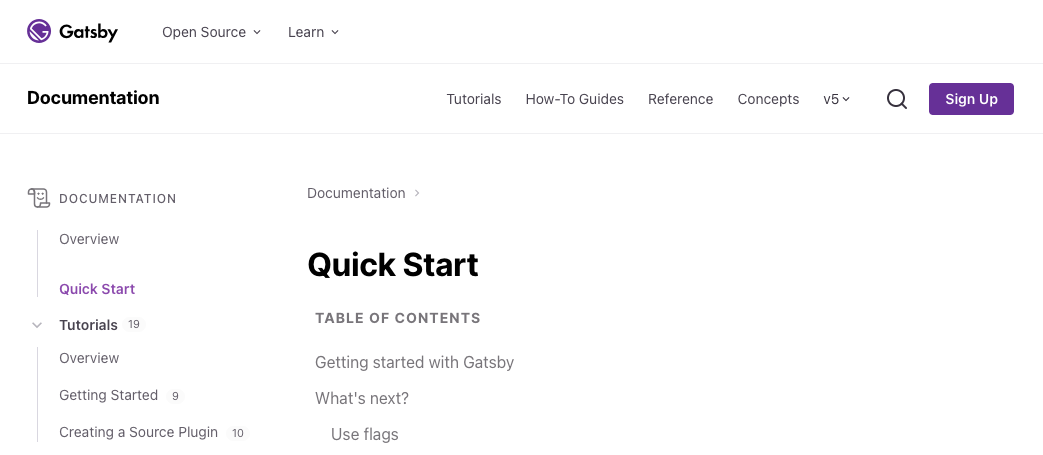 Gatsby
Open Source
Learn
Documentation
Tutorials
How-To Guides
Reference
Concepts
v5
Sign Up
DOCUMENTATION
Overview
Quick Start
Tutorials 19
Overview
Getting Started 9
Creating a Source Plugin 10
Documentation
Quick Start
TABLE OF CONTENTS
Getting started with Gatsby
What's next?
Use flags